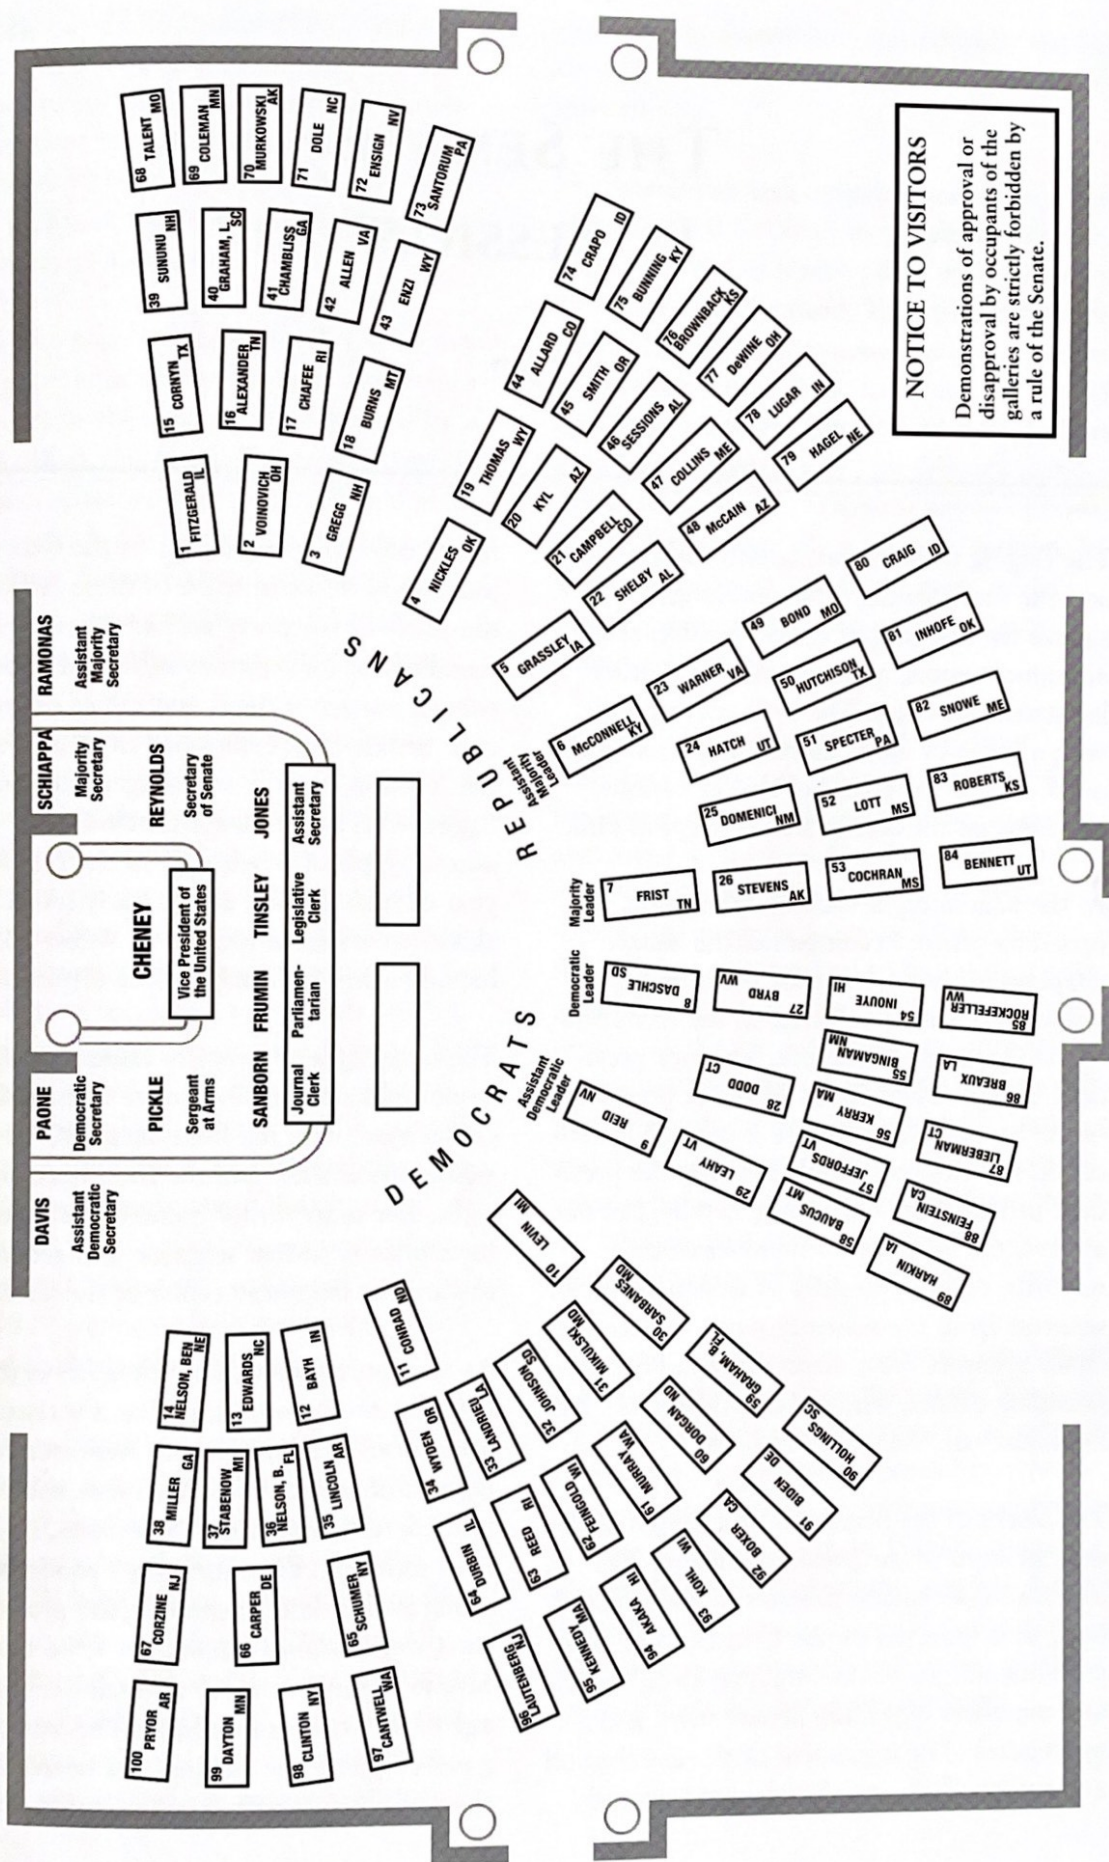 DAVIS
Assistant
Democratic
Secretary
PAONE
Democratic
Secretary
SCHIAPPA
Majority
Secretary
RAMONAS
Assistant
Majority
Secretary
PICKLE
Sergeant
at Arms
CHENEY
Vice President of
the United States
REYNOLDS
Secretary
of Senate
SANBORN
FRUMIN
TINSLEY
JONES
Journal
Clerk
Parliamen-
tarian
Legislative
Clerk
Assistant
Secretary
DEMOCRATS
REPUBLICANS
Assistant
Democratic
Leader
Democratic
Leader
Majority
Leader
Assistant
Majority
Leader
1 FITZGERALD
IL
2 VOINOVICH
OH
3 GREGG
NH
4 NICKLES
OK
5 GRASSLEY
IA
6 McCONNELL
KY
7 FRIST
TN
8 DASCHLE
SD
9 REID
NV
10 LEVIN
MI
11 CONRAD
ND
12 BAYH
IN
13 EDWARDS
NC
14 NELSON, BEN
NE
15 CORNYN
TX
16 ALEXANDER
TN
17 CHAFEE
RI
18 BURNS
MT
19 THOMAS
WY
20 KYL
AZ
21 CAMPBELL
CO
22 SHELBY
AL
23 WARNER
VA
24 HATCH
UT
25 DOMENICI
NM
26 STEVENS
AK
27 BYRD
WV
28 DODD
CT
29 LEAHY
VT
30 SARBANES
MD
31 MIKULSKI
MD
32 JOHNSON
SD
33 LANDRIEU
LA
34 WYDEN
OR
35 LINCOLN
AR
36 NELSON, B.
FL
37 STABENOW
MI
38 MILLER
GA
39 SUNUNU
NH
40 GRAHAM, L.
SC
41 CHAMBLISS
GA
42 ALLEN
VA
43 ENZI
WY
44 ALLARD
CO
45 SMITH
OR
46 SESSIONS
AL
47 COLLINS
ME
48 McCAIN
AZ
49 BOND
MO
50 HUTCHISON
TX
51 SPECTER
PA
52 LOTT
MS
53 COCHRAN
MS
54 INOUYE
HI
55 BINGAMAN
NM
56 KERRY
MA
57 JEFFORDS
VT
58 BAUCUS
MT
59 GRAHAM, B.
FL
60 DORGAN
ND
61 MURRAY
WA
62 FEINGOLD
WI
63 REED
RI
64 DURBIN
IL
65 SCHUMER
NY
66 CARPER
DE
67 CORZINE
NJ
68 TALENT
MO
69 COLEMAN
MN
70 MURKOWSKI
AK
71 DOLE
NC
72 ENSIGN
NV
73 SANTORUM
PA
74 CRAPO
ID
75 BUNNING
KY
76 BROWNBACK
KS
77 DeWINE
OH
78 LUGAR
IN
79 HAGEL
NE
80 CRAIG
ID
81 INHOFE
OK
82 SNOWE
ME
83 ROBERTS
KS
84 BENNETT
UT
85 ROCKEFELLER
WV
86 BREAUX
LA
87 LIEBERMAN
CT
88 FEINSTEIN
CA
89 HARKIN
IA
90 HOLLINGS
SC
91 BIDEN
DE
92 BOXER
CA
93 KOHL
WI
94 AKAKA
HI
95 KENNEDY
MA
96 LAUTENBERG
NJ
97 CANTWELL
WA
98 CLINTON
NY
99 DAYTON
MN
100 PRYOR
AR
NOTICE TO VISITORS
Demonstrations of approval or
disapproval by occupants of the
galleries are strictly forbidden by
a rule of the Senate.